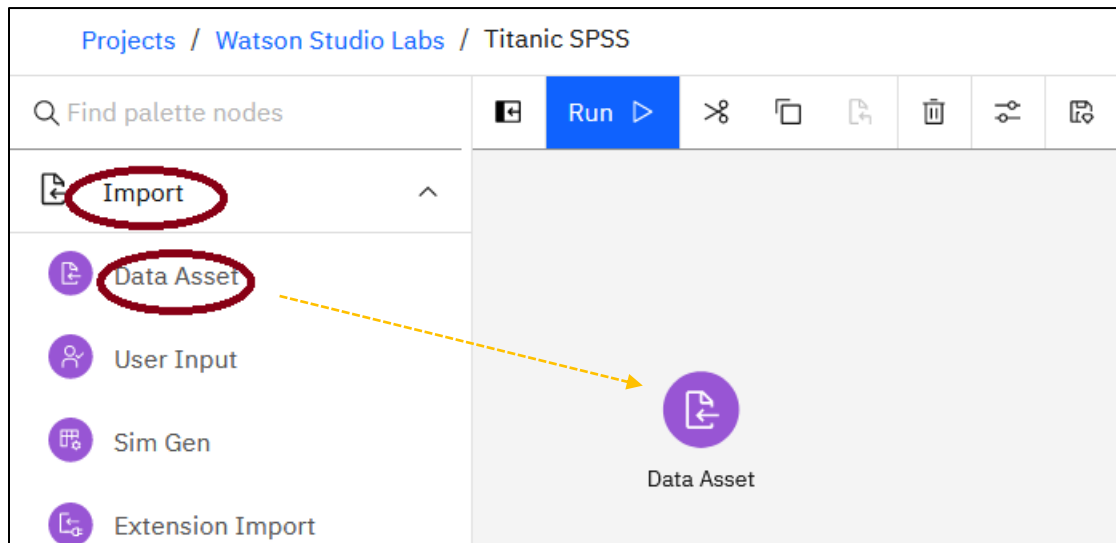 Projects / Watson Studio Labs / Titanic SPSS
Find palette nodes
Run
Import
Data Asset
User Input
Sim Gen
Extension Import
Data Asset